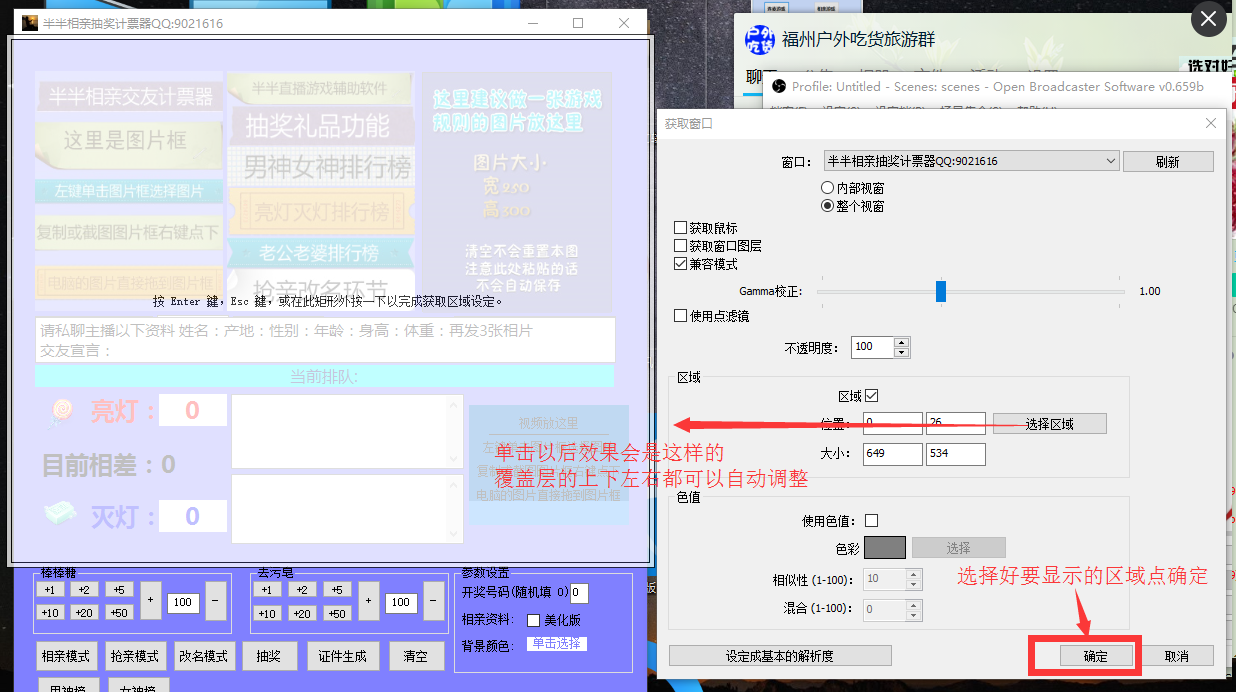 半半相亲抽奖计票器QQ:9021616
半半相亲交友计数器
这里是图片框
左键单击图片框选择图片
复制或截图图片框右键点下
电脑的图片直接拖到图片框
半半直播游戏辅助软件
抽奖礼品功能
男神女神排行榜
亮灯灭灯排行榜
老公老婆排行榜
抢亲改名环节
这里建议做一张游戏
规则的图片放这里
图片大小
宽250
高300
清空不会重置本图
注意此处粘贴的话
不会自动保存
按 Enter 鍵，Esc 鍵，或在此矩形外按一下以完成获取区域设定。
请私聊主播以下资料 姓名：产地：性别：年龄：身高：体重：再发3张相片
交友宣言：
当前排队:
亮灯：
0
目前相差：0
灭灯：
0
视频放这里
电脑的图片直接拖到图片框
单击以后效果会是这样的
覆盖层的上下左右都可以自动调整
棒棒糖
+1
+2
+5
+10
+20
+50
+
100
−
去污皂
+1
+2
+5
+10
+20
+50
+
100
−
参数设置
开奖号码(随机填 0)
0
相亲资料：
美化版
背景颜色：
单击选择
相亲模式
抢亲模式
改名模式
抽奖
证件生成
清空
男神榜
女神榜
户外
吃货
福州户外吃货旅游群
选对好
Profile: Untitled - Scenes: scenes - Open Broadcaster Software v0.659b
获取窗口
窗口：
半半相亲抽奖计票器QQ:9021616
刷新
内部视窗
整个视窗
获取鼠标
获取窗口图层
兼容模式
Gamma校正:
1.00
使用点滤镜
不透明度：
100
区域
区域
位置：
0
26
选择区域
大小：
649
534
色值
使用色值：
色彩
选择
相似性 (1-100):
10
混合 (1-100):
0
选择好要显示的区域点确定
设定成基本的解析度
确定
取消